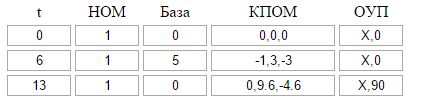 t НОМ База КПОМ ОУП
0 1 0 0,0,0 X,0
6 1 5 -1,3,-3 X,0
13 1 0 0,9.6,-4.6 X,90